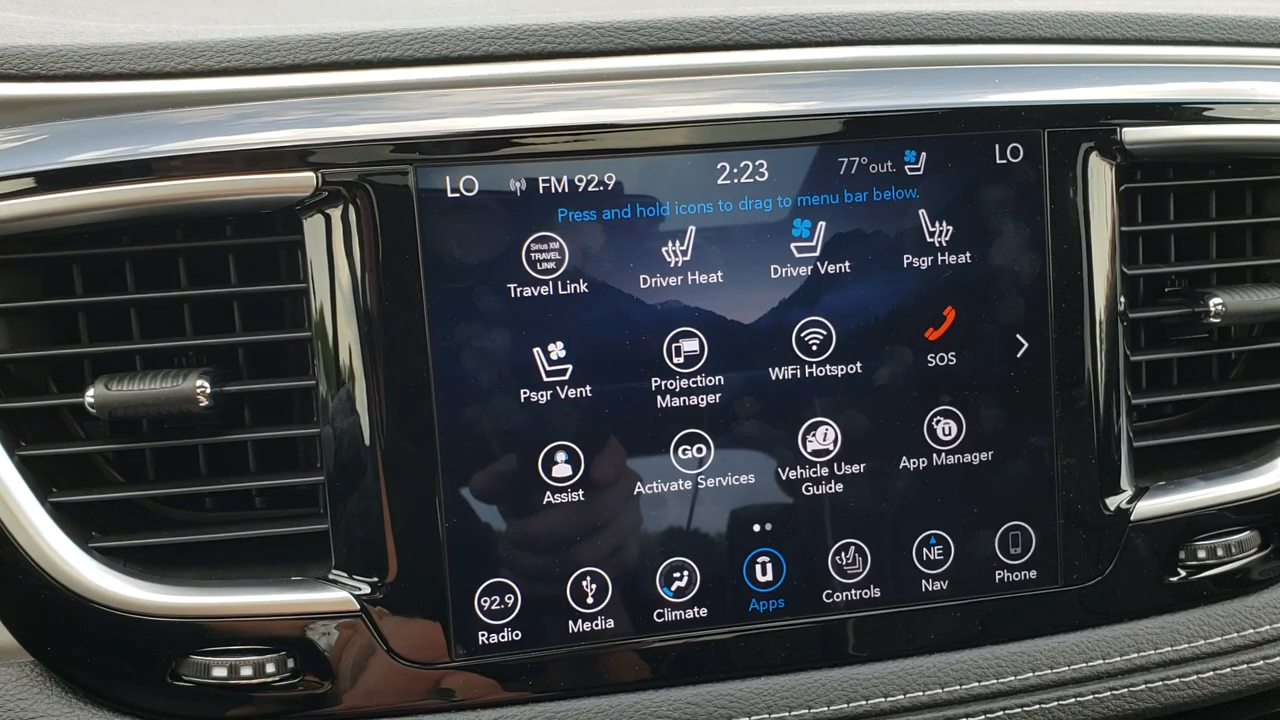 LO FM 92.9 2:23 77°out. LO
Press and hold icons to drag to menu bar below.
Sirius XM
TRAVEL
LINK
Travel Link
Driver Heat
Driver Vent
Psgr Heat
Psgr Vent
Projection
Manager
WiFi Hotspot
SOS
Assist
GO
Activate Services
Vehicle User
Guide
App Manager
92.9
Radio
Media
Climate
Apps
Controls
NE
Nav
Phone